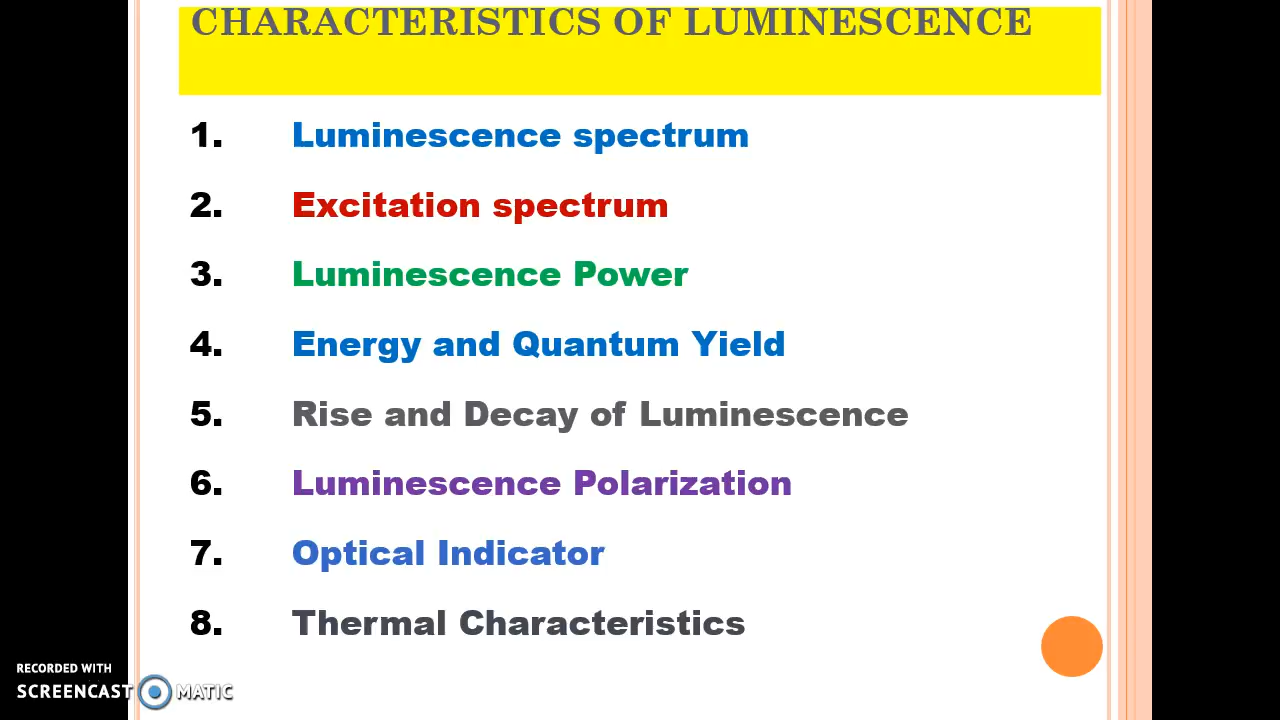 CHARACTERISTICS OF LUMINESCENCE
1. Luminescence spectrum
2. Excitation spectrum
3. Luminescence Power
4. Energy and Quantum Yield
5. Rise and Decay of Luminescence
6. Luminescence Polarization
7. Optical Indicator
8. Thermal Characteristics
RECORDED WITH
SCREENCAST MATIC